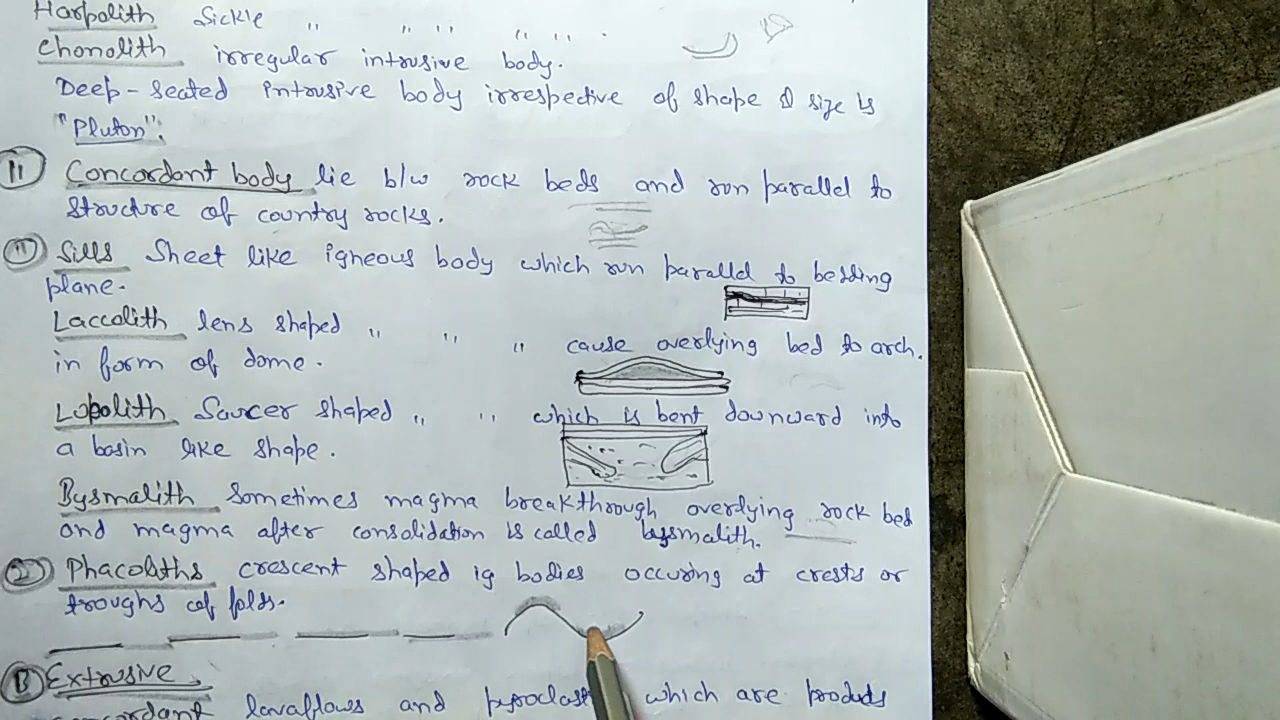 Harpolith Sickle " " " " " " .
Chonolith irregular intrusive body.
Deep-seated intrusive body irrespective of shape & size is
"Pluton".
11 Concordant body lie b/w rock beds and run parallel to
structure of country rocks.
1 Sills Sheet like igneous body which run parallel to bedding
plane.
Laccolith lens shaped " " " cause overlying bed to arch.
in form of dome.
Lopolith Saucer shaped " " which is bent downward into
a basin like shape.
Bysmalith Sometimes magma breakthrough overlying rock bed
and magma after consolidation is called bysmalith.
2 Phacoliths crescent shaped ig bodies occuring at crests or
troughs of folds.
B Extrusive
lavaflows and which are products